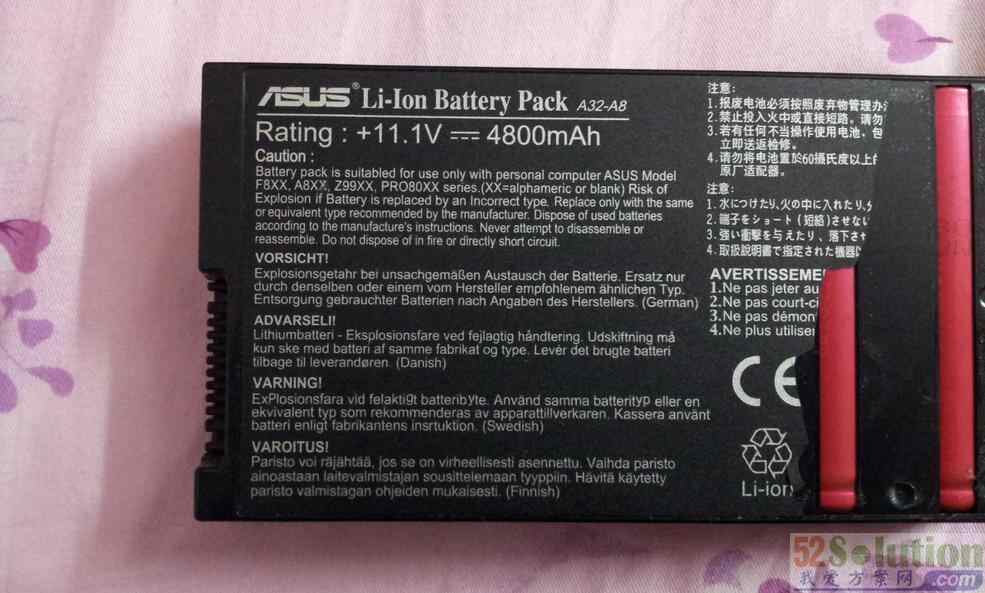 ASUS® Li-Ion Battery Pack A32-A8
Rating : +11.1V ⎓ 4800mAh
Caution :
Battery pack is suitabled for use only with personal computer ASUS Model
F8XX, A8XX, Z99XX, PRO80XX series.(XX=alphameric or blank) Risk of
Explosion if Battery is replaced by an Incorrect type. Replace only with the same
or equivalent type recommended by the manufacturer. Dispose of used batteries
according to the manufacture's instructions. Never attempt to disassemble or
reassemble. Do not dispose of in fire or directly short circuit.
VORSICHT!
Explosionsgetahr bei unsachgemäßen Austausch der Batterie. Ersatz nur
durch denselben oder einem vom Hersteller empfohlenem ähnlichen Typ.
Entsorgung gebrauchter Batterien nach Angaben des Herstellers. (German)
ADVARSELI!
Lithiumbatteri - Eksplosionsfare ved fejlagtig håndtering. Udskiftning må
kun ske med batteri af samme fabrikat og type. Levér det brugte batteri
tilbage til leverandøren. (Danish)
VARNING!
ExPlosionsfara vid felaktigt batteribyte. Använd samma batterityp eller en
ekvivalent typ som rekommenderas av apparattillverkaren. Kassera använt
batteri enligt fabrikantens insrtuktion. (Swedish)
VAROITUS!
Paristo voi räjähtää, jos se on virheellisesti asennettu. Vaihda paristo
ainoastaan laitevalmistajan sousittelemaan tyyppiin. Hävitä käytetty
paristo valmistagan ohjeiden mukaisesti. (Finnish)
注意:
1.报废电池必须按照废弃物管理办
2.禁止投入火中或直接短路。请勿
3.若有任何不当操作使用电池、包
立即送返检修。
4.请勿将电池置於60摄氏度以上的
原厂适配器。
注意:
1.水につけたり,火の中に入れたり,
2.端子をショート(短絡)させない
3.強い衝撃を与えたり、落下させ
4.取扱説明書で指定された機器以
AVERTISSEME
1.Ne pas jeter au
2.Ne pas court-ci
3.Ne pas démon
4.Ne plus utiliser
CE
Li-ion
52Solution
我爱方案网 .com